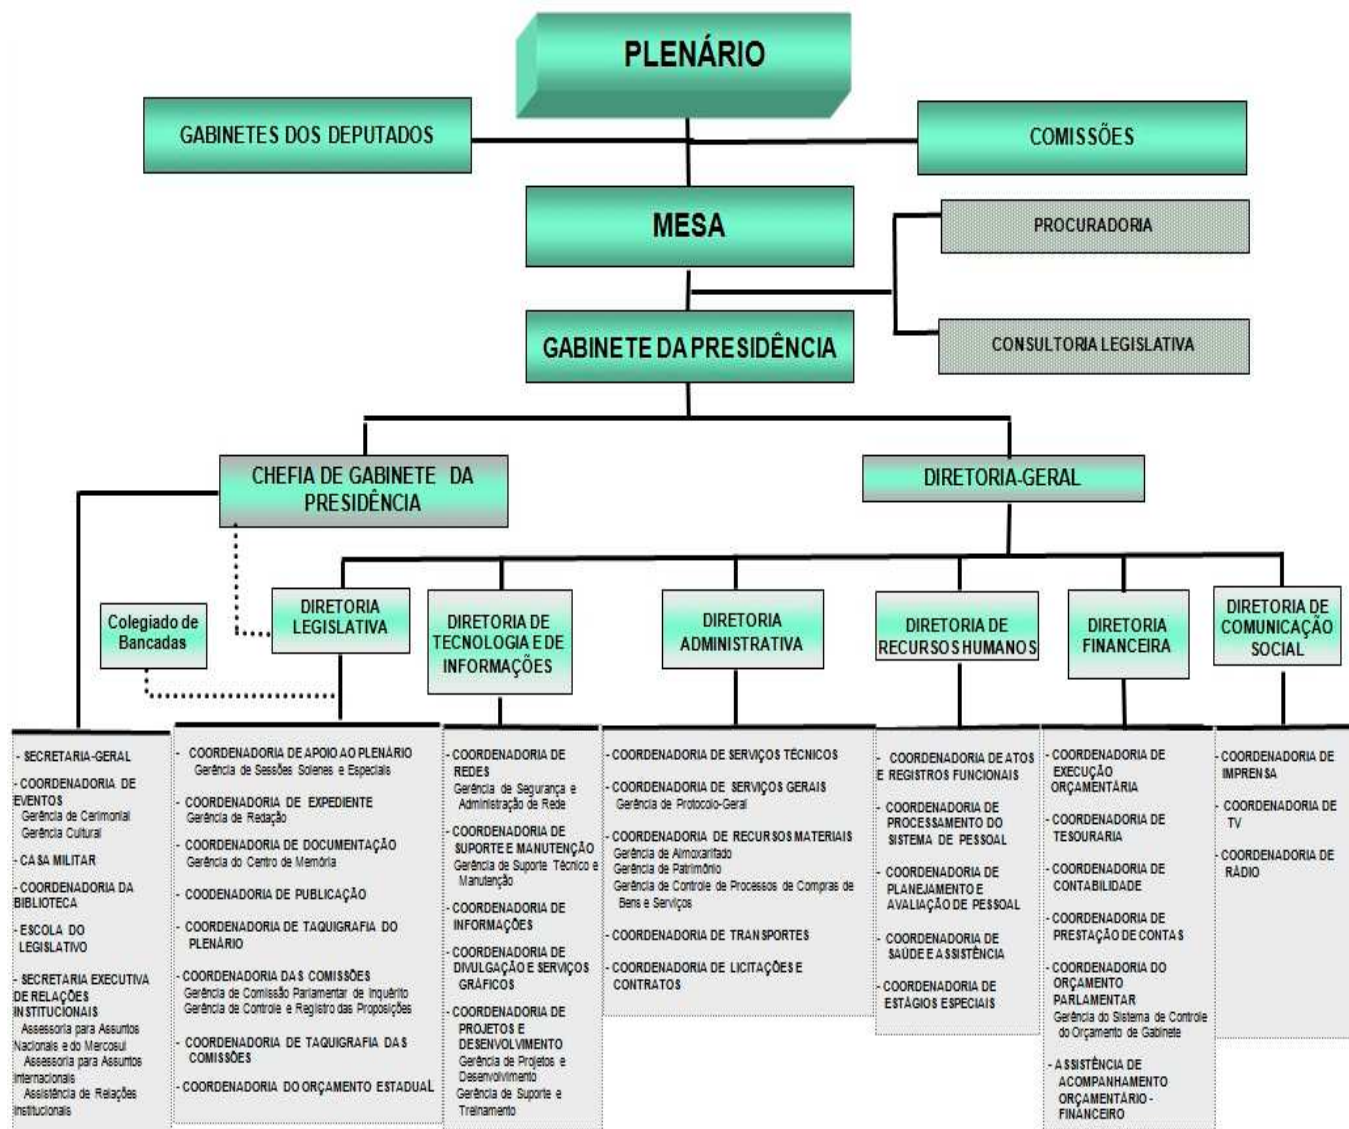 PLENÁRIO
GABINETES DOS DEPUTADOS
COMISSÕES
MESA
PROCURADORIA
GABINETE DA PRESIDÊNCIA
CONSULTORIA LEGISLATIVA
CHEFIA DE GABINETE DA
PRESIDÊNCIA
DIRETORIA-GERAL
Colegiado de
Bancadas
DIRETORIA
LEGISLATIVA
DIRETORIA DE
TECNOLOGIA E DE
INFORMAÇÕES
DIRETORIA
ADMINISTRATIVA
DIRETORIA DE
RECURSOS HUMANOS
DIRETORIA
FINANCEIRA
DIRETORIA DE
COMUNICAÇÃO
SOCIAL
- SECRETARIA-GERAL
- COORDENADORIA DE
EVENTOS
Gerência de Cerimonial
Gerência Cultural
- CASA MILITAR
- COORDENADORIA DA
BIBLIOTECA
- ESCOLA DO
LEGISLATIVO
- SECRETARIA EXECUTIVA
DE RELAÇÕES
INSTITUCIONAIS
Assessoria para Assuntos
Nacionais e do Mercosul
Assessoria para Assuntos
Internacionais
Assistência de Relações
Institucionais
- COORDENADORIA DE APOIO AO PLENÁRIO
Gerência de Sessões Solenes e Especiais
- COORDENADORIA DE EXPEDIENTE
Gerência de Redação
- COORDENADORIA DE DOCUMENTAÇÃO
Gerência do Centro de Memória
- COODENADORIA DE PUBLICAÇÃO
- COORDENADORIA DE TAQUIGRAFIA DO
PLENÁRIO
- COORDENADORIA DAS COMISSÕES
Gerência de Comissão Parlamentar de Inquérito
Gerência de Controle e Registro das Proposições
- COORDENADORIA DE TAQUIGRAFIA DAS
COMISSÕES
- COORDENADORIA DO ORÇAMENTO ESTADUAL
- COORDENADORIA DE
REDES
Gerência de Segurança e
Administração de Rede
- COORDENADORIA DE
SUPORTE E MANUTENÇÃO
Gerência de Suporte Técnico e
Manutenção
- COORDENADORIA DE
INFORMAÇÕES
- COORDENADORIA DE
DIVULGAÇÃO E SERVIÇOS
GRÁFICOS
- COORDENADORIA DE
PROJETOS E
DESENVOLVIMENTO
Gerência de Projetos e
Desenvolvimento
Gerência de Suporte e
Treinamento
- COORDENADORIA DE SERVIÇOS TÉCNICOS
- COORDENADORIA DE SERVIÇOS GERAIS
Gerência de Protocolo-Geral
- COORDENADORIA DE RECURSOS MATERIAIS
Gerência de Almoxarifado
Gerência de Patrimônio
Gerência de Controle de Processos de Compras de
Bens e Serviços
- COORDENADORIA DE TRANSPORTES
- COORDENADORIA DE LICITAÇÕES E
CONTRATOS
- COORDENADORIA DE ATOS
E REGISTROS FUNCIONAIS
- COORDENADORIA DE
PROCESSAMENTO DO
SISTEMA DE PESSOAL
- COORDENADORIA DE
PLANEJAMENTO E
AVALIAÇÃO DE PESSOAL
- COORDENADORIA DE
SAÚDE E ASSISTÊNCIA
- COORDENADORIA DE
ESTÁGIOS ESPECIAIS
- COORDENADORIA DE
EXECUÇÃO
ORÇAMENTÁRIA
- COORDENADORIA DE
TESOURARIA
- COORDENADORIA DE
CONTABILIDADE
- COORDENADORIA DE
PRESTAÇÃO DE CONTAS
- COORDENADORIA DO
ORÇAMENTO
PARLAMENTAR
Gerência do Sistema de Controle
do Orçamento de Gabinete
- ASSISTÊNCIA DE
ACOMPANHAMENTO
ORÇAMENTÁRIO -
FINANCEIRO
- COORDENADORIA DE
IMPRENSA
- COORDENADORIA DE
TV
- COORDENADORIA DE
RÀDIO